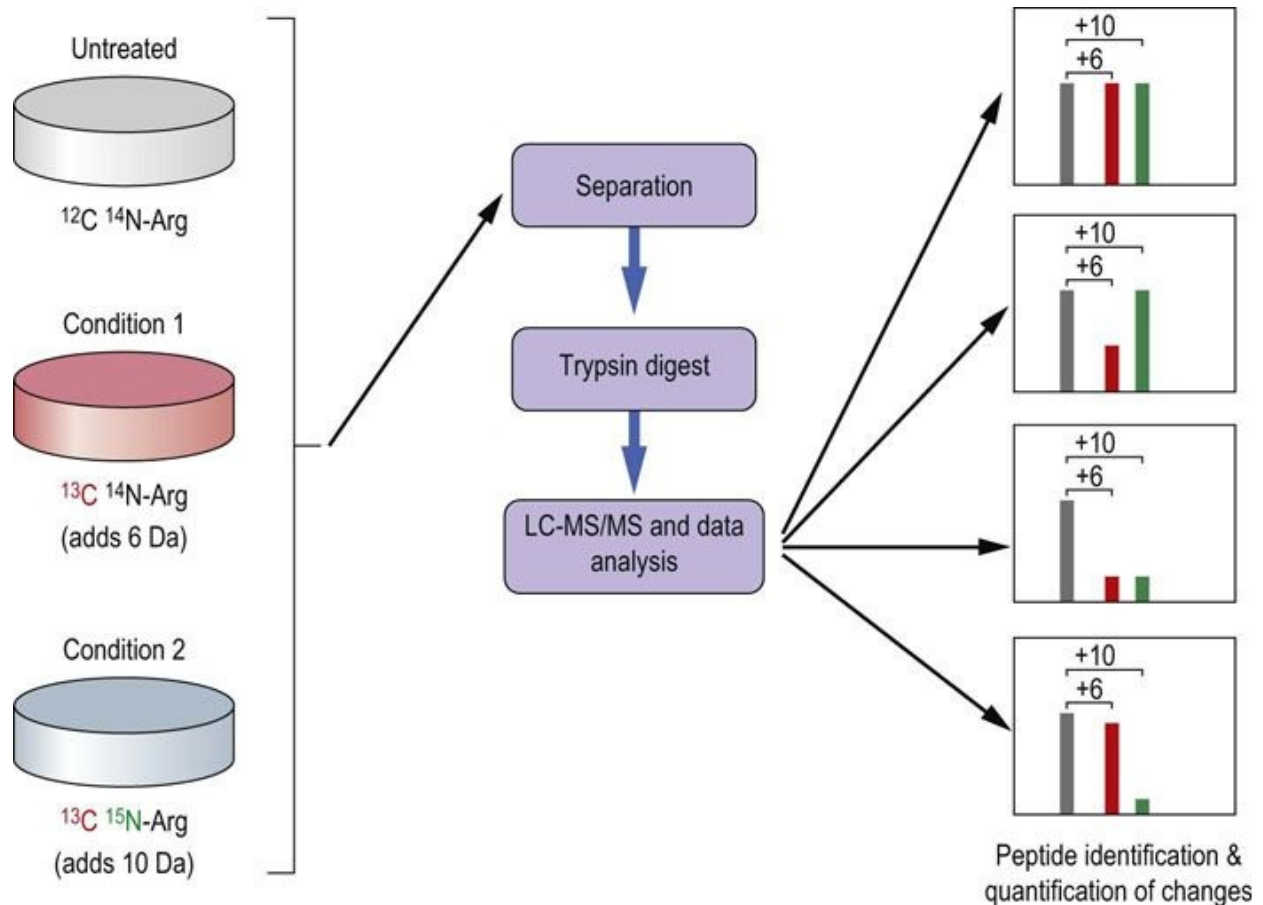 Untreated
¹²C ¹⁴N-Arg
Condition 1
¹³C ¹⁴N-Arg
(adds 6 Da)
Condition 2
¹³C ¹⁵N-Arg
(adds 10 Da)
Separation
Trypsin digest
LC-MS/MS and data
analysis
+10
+6
+10
+6
+10
+6
+10
+6
Peptide identification &
quantification of changes